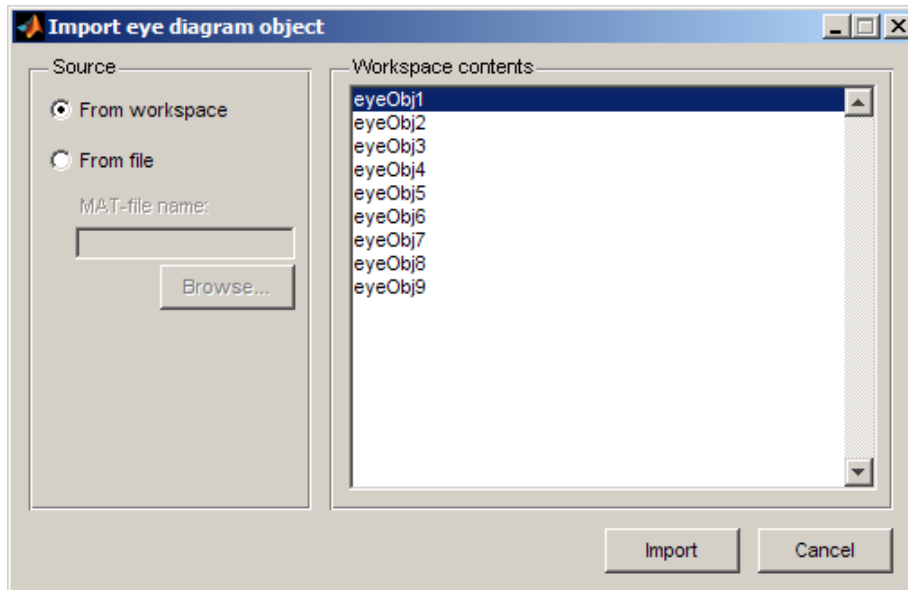 Import eye diagram object
Source
From workspace
From file
MAT-file name:
Browse...
Workspace contents
eyeObj1
eyeObj2
eyeObj3
eyeObj4
eyeObj5
eyeObj6
eyeObj7
eyeObj8
eyeObj9
Import
Cancel